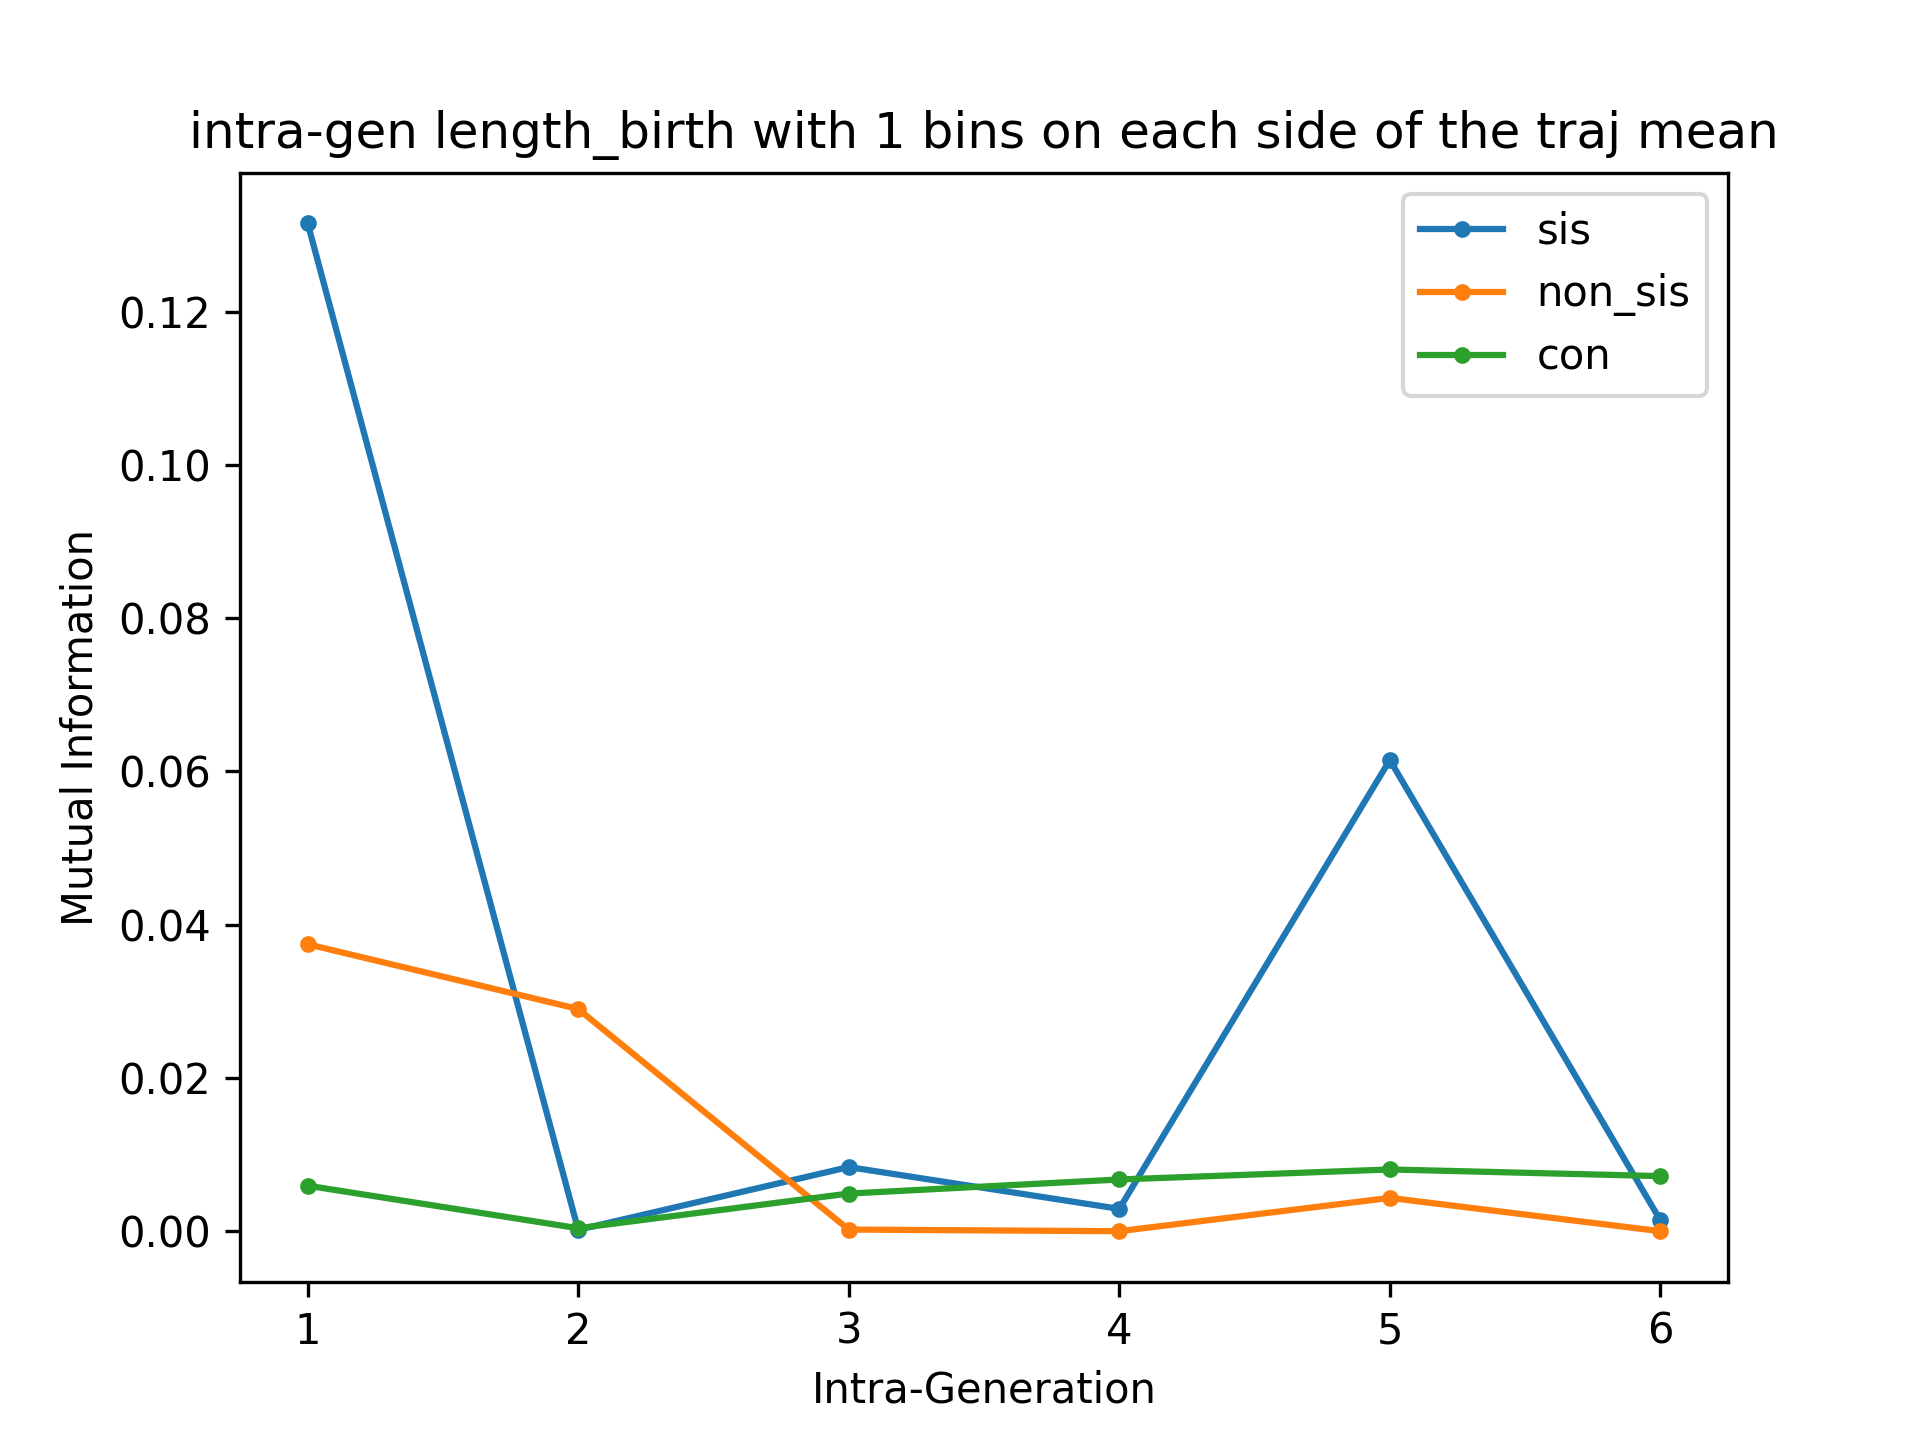 intra-gen length_birth with 1 bins on each side of the traj mean
sis
non_sis
con
0.12
0.10
0.08
0.06
0.04
0.02
0.00
Mutual Information
1 2 3 4 5 6
Intra-Generation